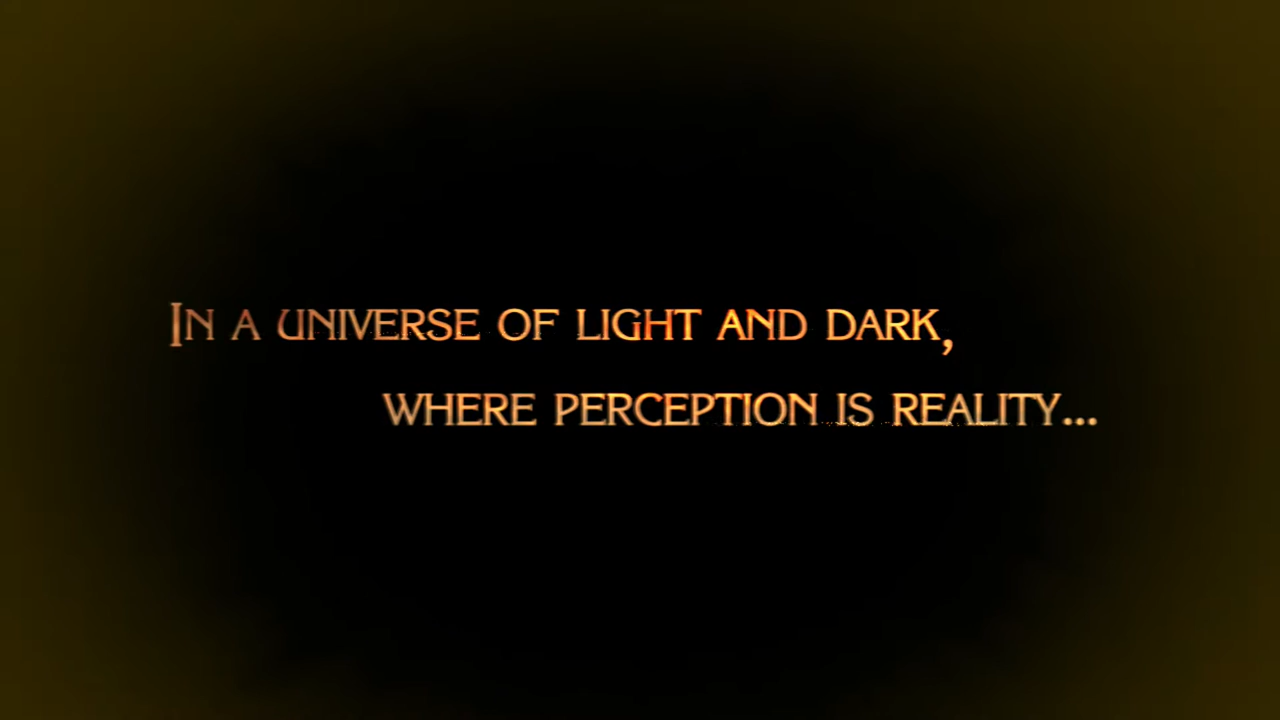 In a universe of light and dark,
where perception is reality...